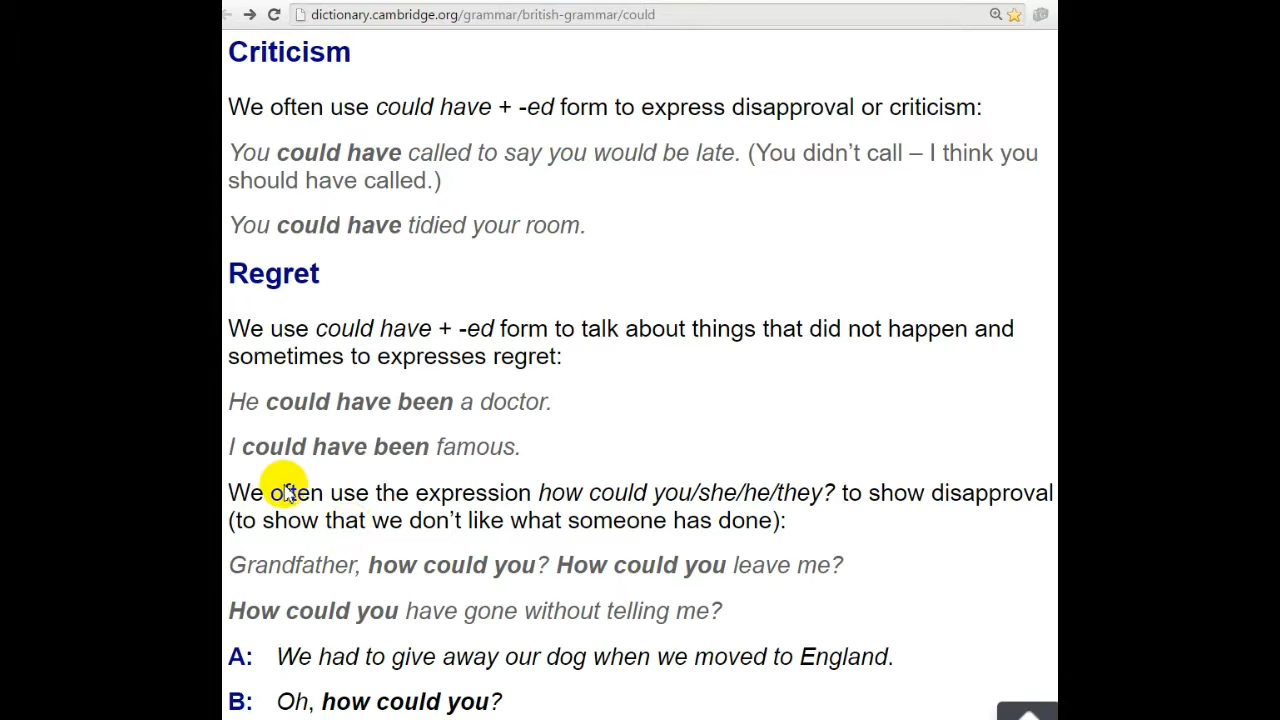 dictionary.cambridge.org/grammar/british-grammar/could
Criticism
We often use could have + -ed form to express disapproval or criticism:
You could have called to say you would be late. (You didn't call – I think you
should have called.)
You could have tidied your room.
Regret
We use could have + -ed form to talk about things that did not happen and
sometimes to expresses regret:
He could have been a doctor.
I could have been famous.
We often use the expression how could you/she/he/they? to show disapproval
(to show that we don't like what someone has done):
Grandfather, how could you? How could you leave me?
How could you have gone without telling me?
A: We had to give away our dog when we moved to England.
B: Oh, how could you?